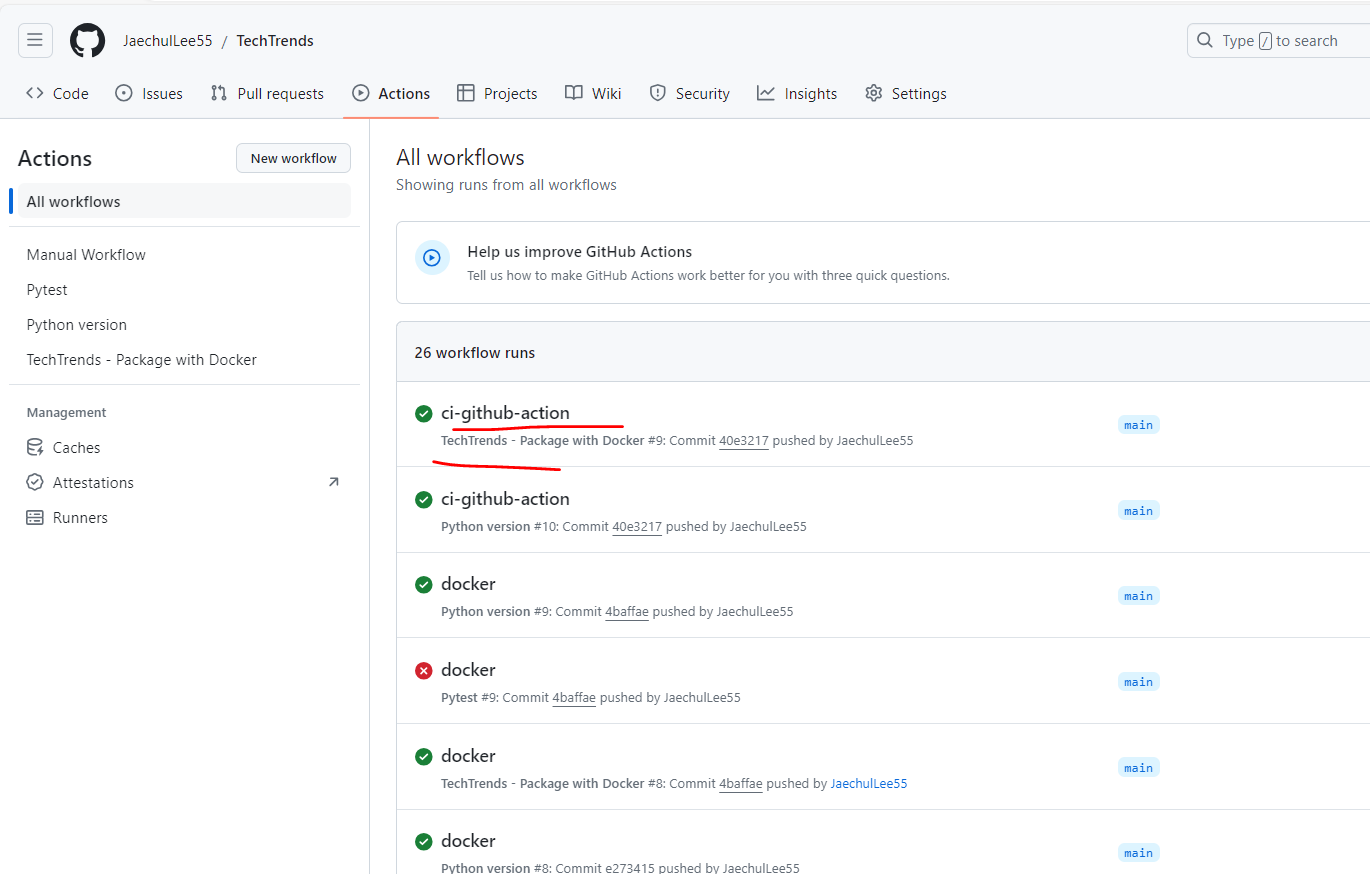 JaechulLee55 / TechTrends
Type / to search
Code Issues Pull requests Actions Projects Wiki Security Insights Settings
Actions
New workflow
All workflows
Manual Workflow
Pytest
Python version
TechTrends - Package with Docker
Management
Caches
Attestations
Runners
All workflows
Showing runs from all workflows
Help us improve GitHub Actions
Tell us how to make GitHub Actions work better for you with three quick questions.
26 workflow runs
ci-github-action
TechTrends - Package with Docker #9: Commit 40e3217 pushed by JaechulLee55
main
ci-github-action
Python version #10: Commit 40e3217 pushed by JaechulLee55
main
docker
Python version #9: Commit 4baffae pushed by JaechulLee55
main
docker
Pytest #9: Commit 4baffae pushed by JaechulLee55
main
docker
TechTrends - Package with Docker #8: Commit 4baffae pushed by JaechulLee55
main
docker
Python version #8: Commit e273415 pushed by JaechulLee55
main